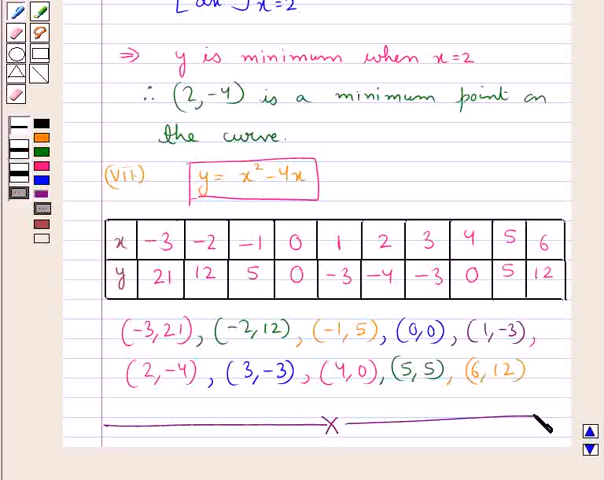 ⇒ y is minimum when x=2
∴ (2,-4) is a minimum point on
the curve.
(vii) y = x² - 4x
x -3 -2 -1 0 1 2 3 4 5 6
y 21 12 5 0 -3 -4 -3 0 5 12
(-3,21), (-2,12), (-1,5), (0,0), (1,-3),
(2,-4), (3,-3), (4,0), (5,5), (6,12)
x